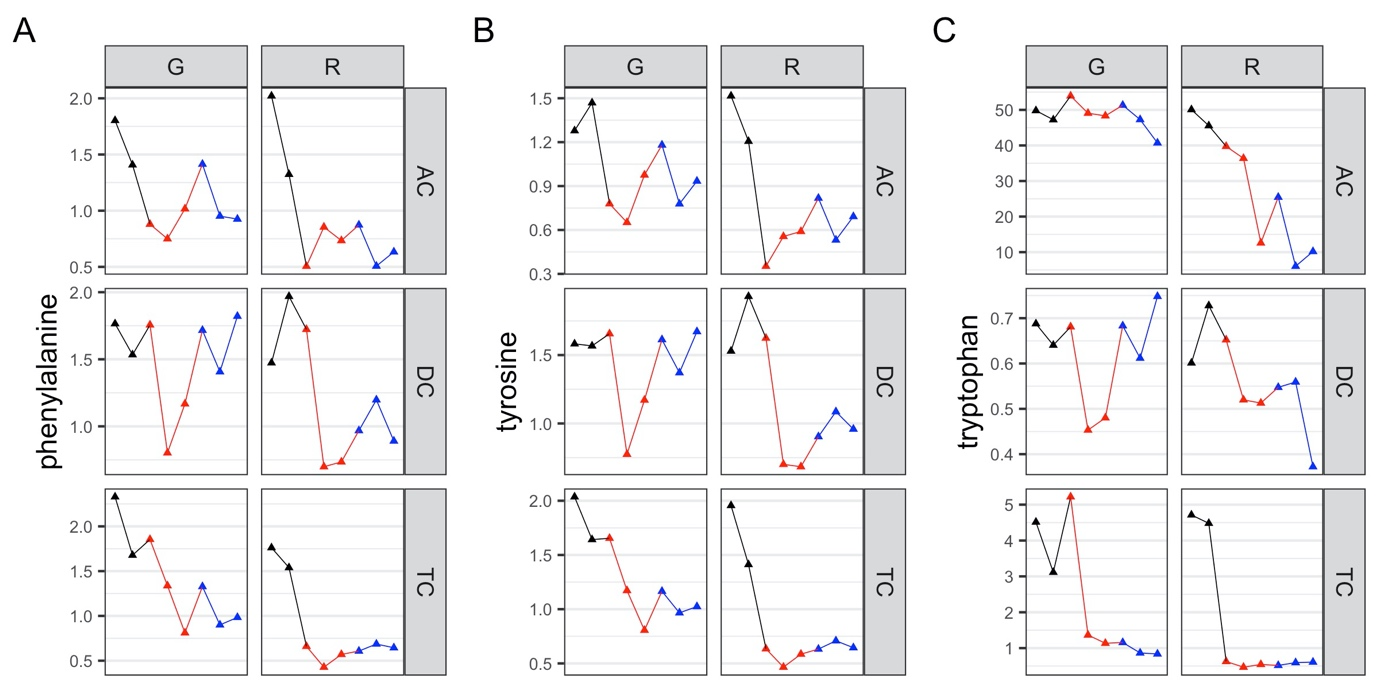 A
B
C
G
R
G
R
G
R
phenylalanine
2.0
1.5
1.0
0.5
AC
2.0
1.5
1.0
DC
2.0
1.5
1.0
0.5
TC
tyrosine
1.5
1.2
0.9
0.6
0.3
AC
1.5
1.0
DC
2.0
1.5
1.0
0.5
TC
tryptophan
50
40
30
20
10
AC
0.7
0.6
0.5
0.4
DC
5
4
3
2
1
TC